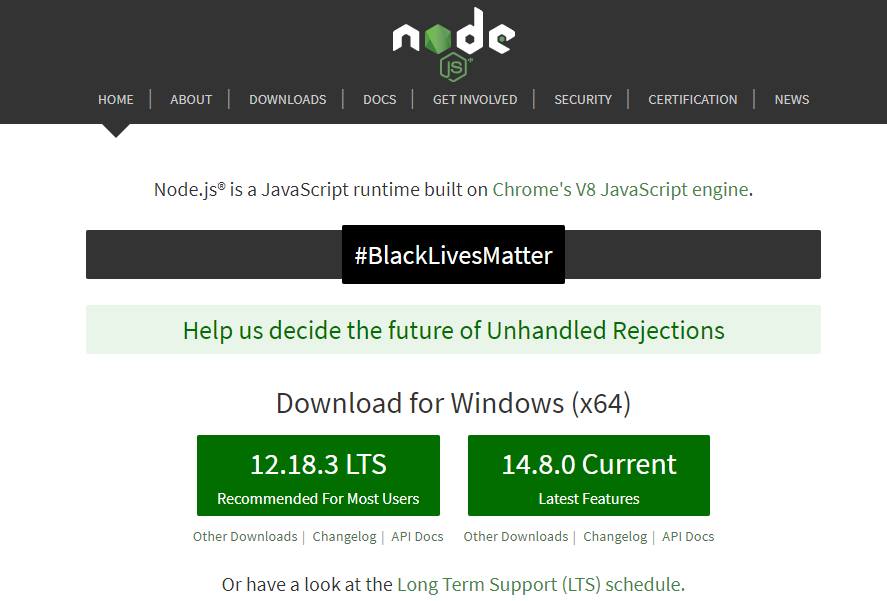 node
JS
HOME | ABOUT | DOWNLOADS | DOCS | GET INVOLVED | SECURITY | CERTIFICATION | NEWS
Node.js® is a JavaScript runtime built on Chrome's V8 JavaScript engine.
#BlackLivesMatter
Help us decide the future of Unhandled Rejections
Download for Windows (x64)
12.18.3 LTS
Recommended For Most Users
14.8.0 Current
Latest Features
Other Downloads | Changelog | API Docs
Other Downloads | Changelog | API Docs
Or have a look at the Long Term Support (LTS) schedule.